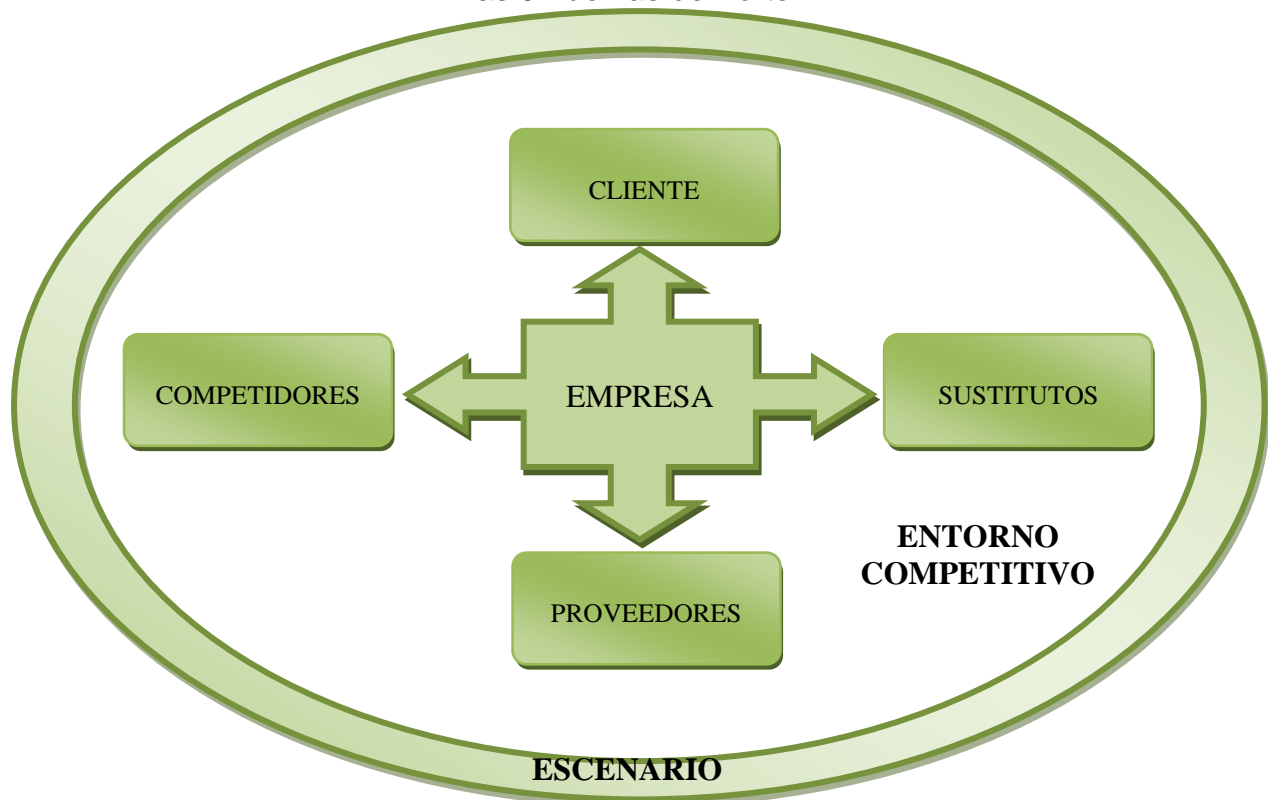 CLIENTE
COMPETIDORES
EMPRESA
SUSTITUTOS
ENTORNO
COMPETITIVO
PROVEEDORES
ESCENARIO